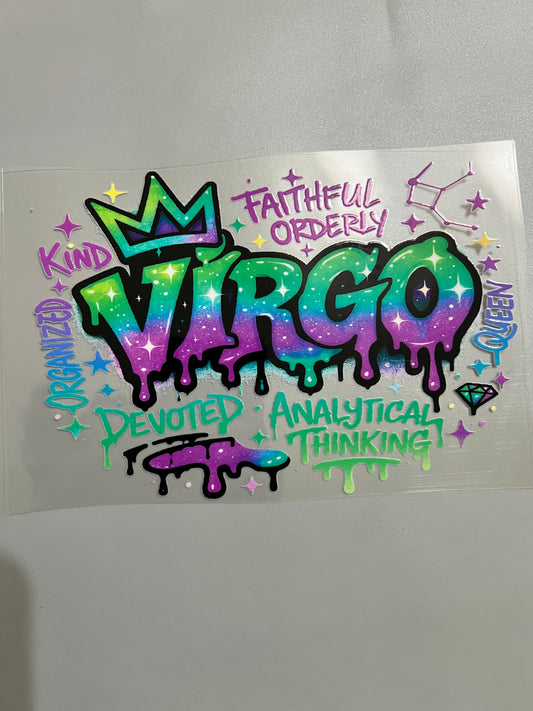 FAITHFUL
ORDERLY
KIND
VIRGO
ORGANIZED
QUEEN
DEVOTED
ANALYTICAL
THINKING